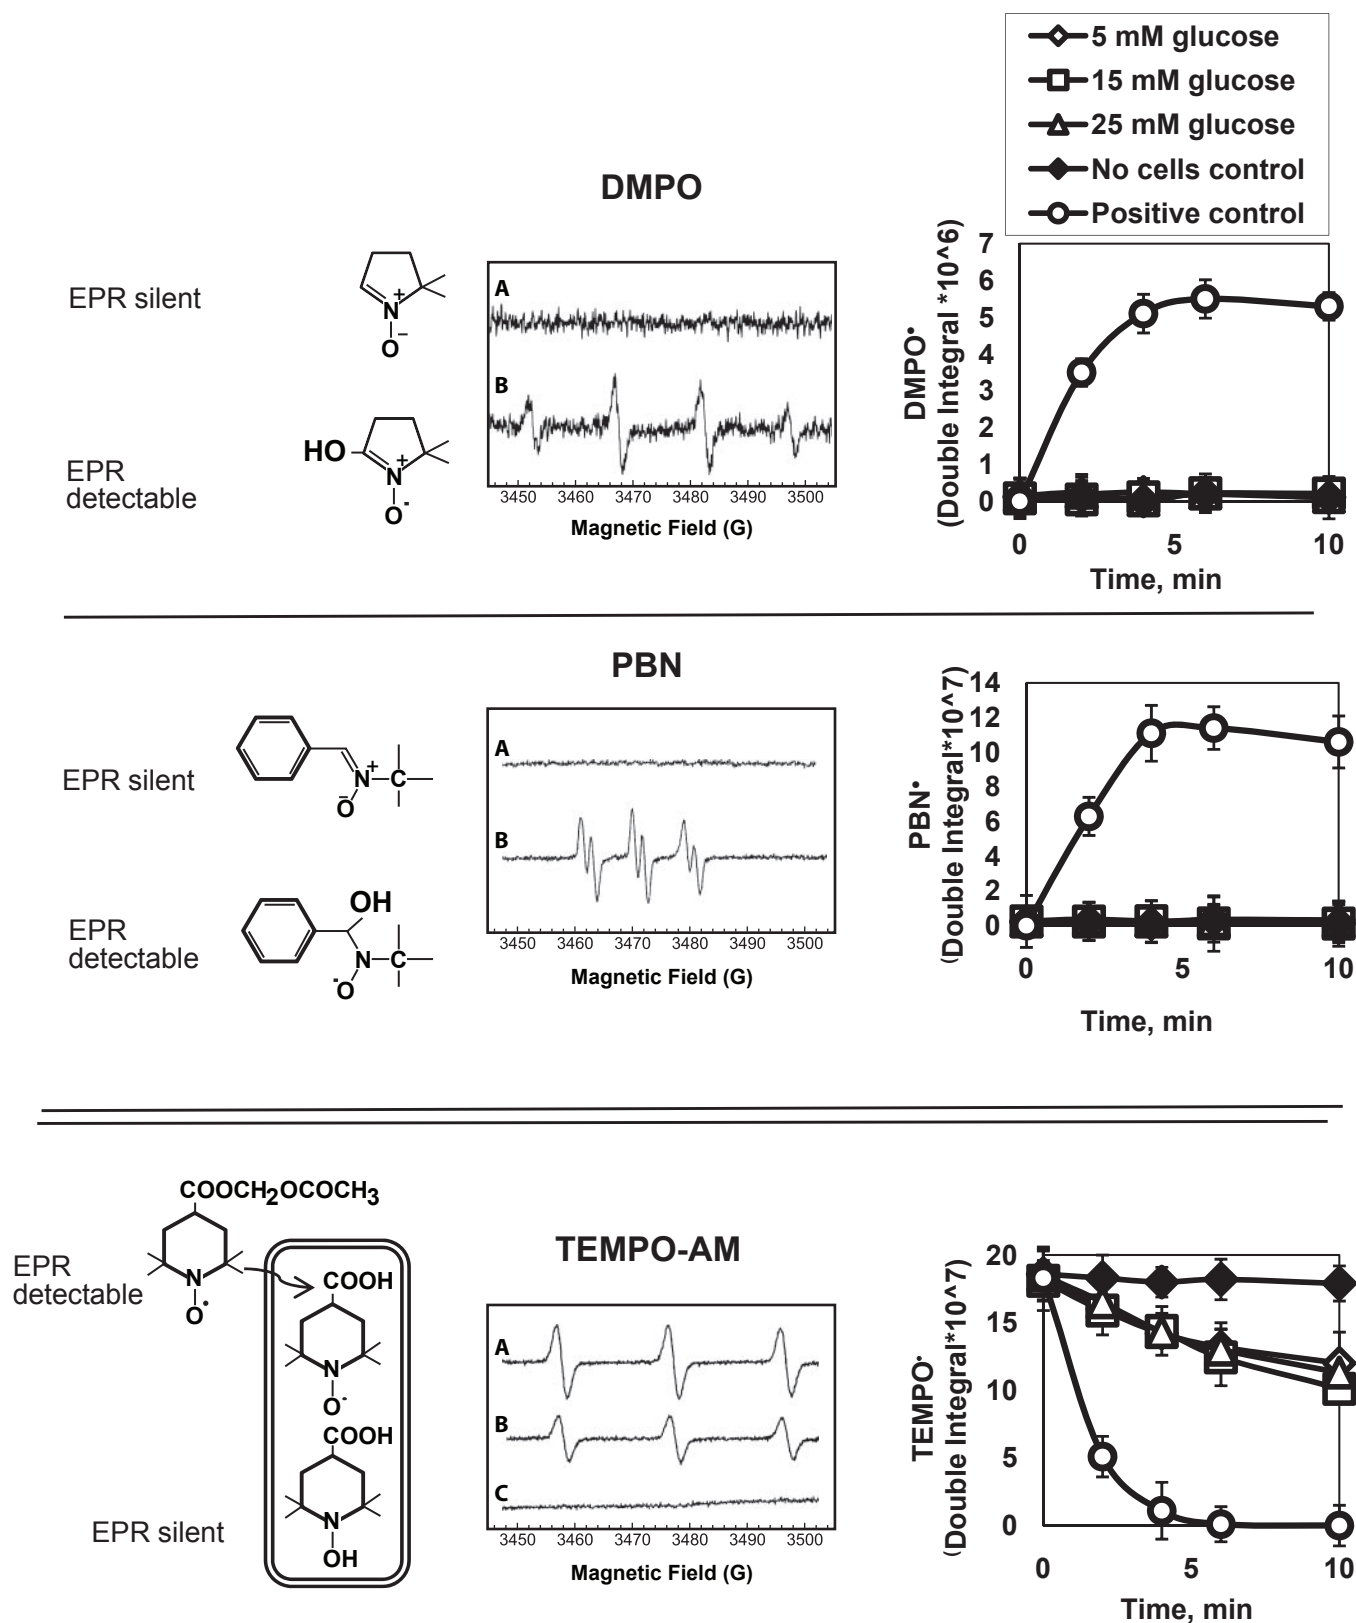 5 mM glucose
15 mM glucose
25 mM glucose
No cells control
Positive control
DMPO
EPR silent
N
+
O
−
EPR
detectable
HO
N
+
O
-
A
B
3450 3460 3470 3480 3490 3500
Magnetic Field (G)
DMPO•
(Double Integral *10^6)
7
6
5
4
3
2
1
0
0 5 10
Time, min
PBN
EPR silent
N
+
C
O
−
EPR
detectable
OH
N
C
-
O
A
B
3450 3460 3470 3480 3490 3500
Magnetic Field (G)
PBN•
(Double Integral*10^7)
14
12
10
8
6
4
2
0
0 5 10
Time, min
TEMPO-AM
COOCH2OCOCH3
EPR
detectable
N
O•
COOH
N
O-
COOH
N
OH
EPR silent
A
B
C
3450 3460 3470 3480 3490 3500
Magnetic Field (G)
TEMPO•
(Double Integral*10^7)
20
15
10
5
0
0 5 10
Time, min